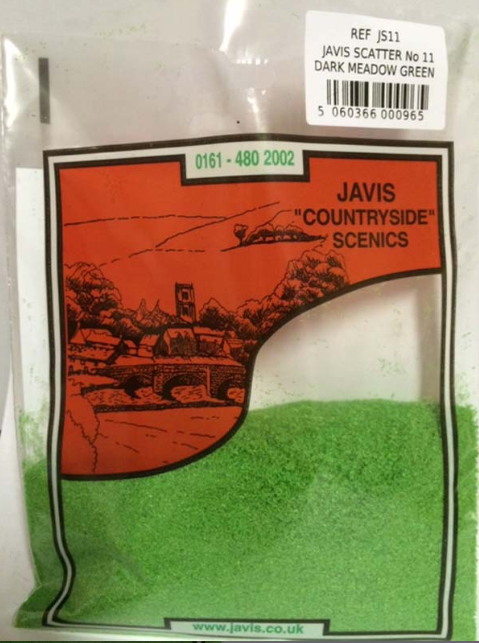 REF JS11
JAVIS SCATTER No 11
DARK MEADOW GREEN
5 060366 000965
0161 - 480 2002
JAVIS
"COUNTRYSIDE"
SCENICS
www.javis.co.uk